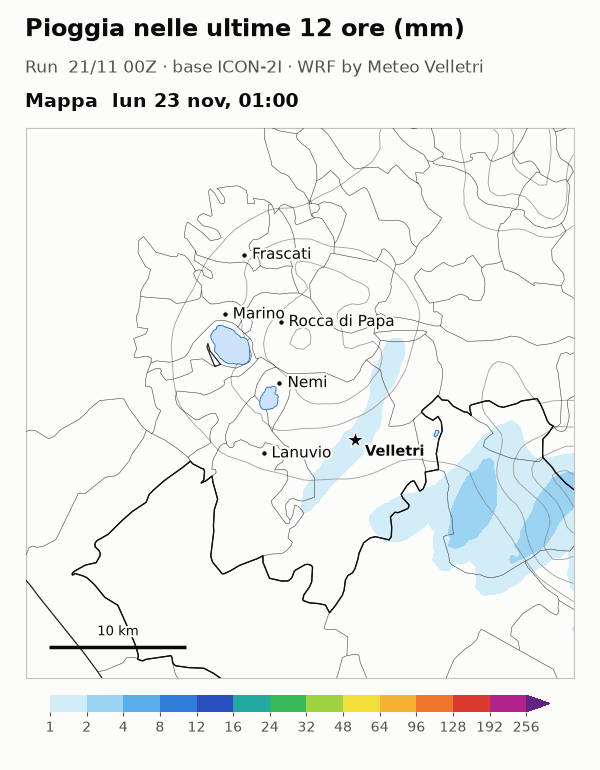 Pioggia nelle ultime 12 ore (mm)
Run  21/11 00Z · base ICON-2I · WRF by Meteo Velletri
Mappa  lun 23 nov, 01:00
Frascati
Marino
Rocca di Papa
Nemi
Velletri
Lanuvio
10 km
1 2 4 8 12 16 24 32 48 64 96 128 192 256